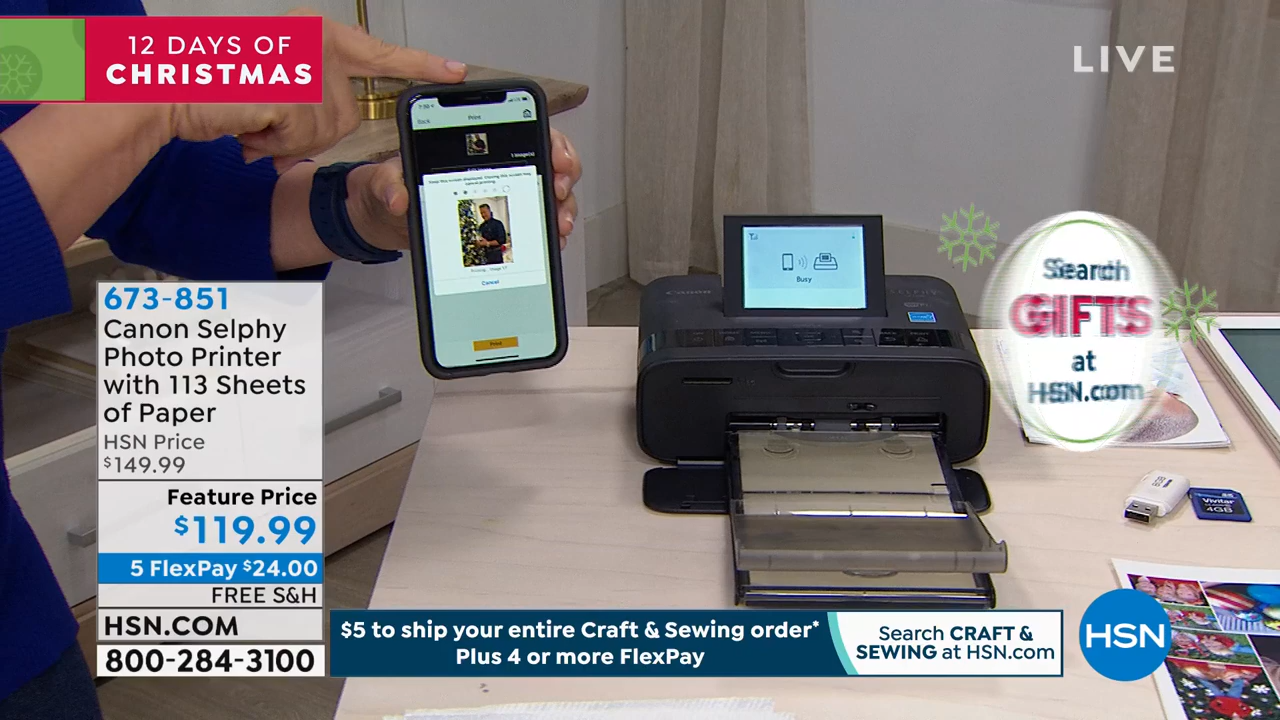 12 DAYS OF
CHRISTMAS
LIVE
Back
Print
Cancel
Print
Canon
Busy
Search
GIFTS
at
HSN.com
673-851
Canon Selphy
Photo Printer
with 113 Sheets
of Paper
HSN Price
$149.99
Feature Price
$119.99
5 FlexPay $24.00
FREE S&H
HSN.COM
800-284-3100
8GB
Vivitar
4GB
$5 to ship your entire Craft & Sewing order*
Plus 4 or more FlexPay
Search CRAFT &
SEWING at HSN.com
HSN